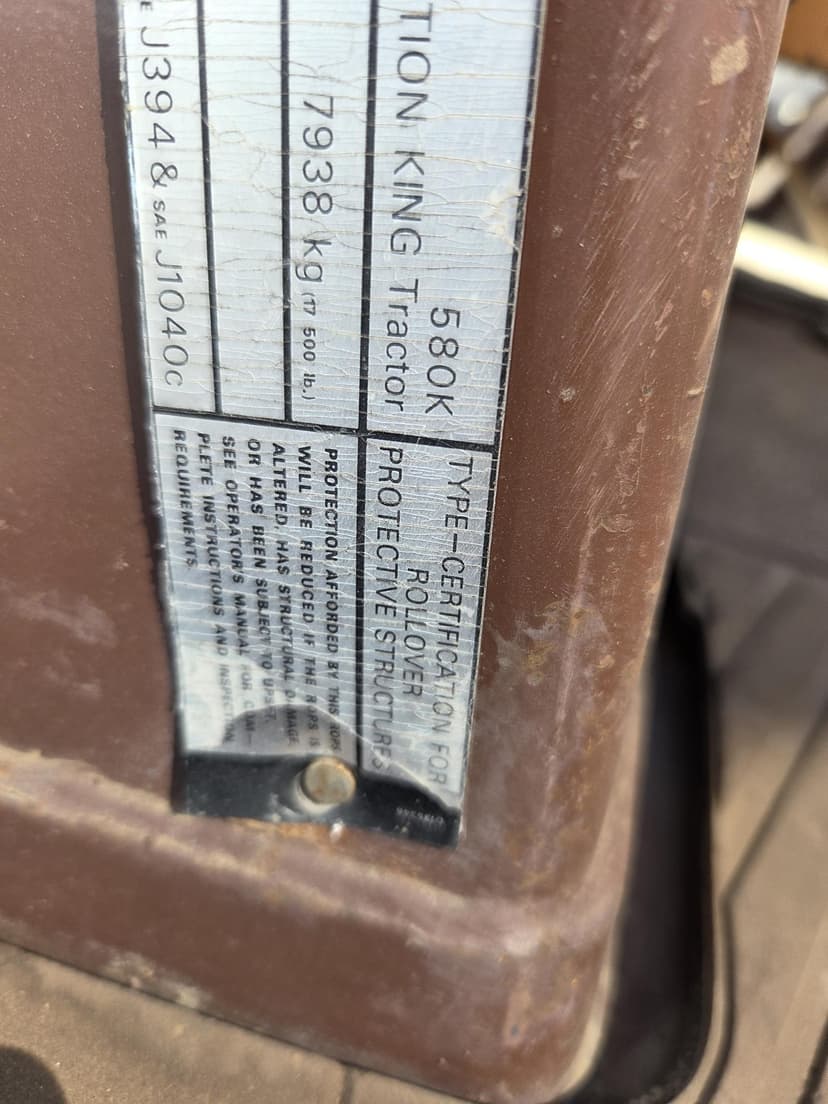 580K
TION KING Tractor
7938 kg (17 500 lb.)
J394 & SAE J1040c
TYPE-CERTIFICATION FOR
ROLLOVER
PROTECTIVE STRUCTURES
PROTECTION AFFORDED BY THIS ROPS
WILL BE REDUCED IF THE ROPS IS
ALTERED, HAS STRUCTURAL DAMAGE
OR HAS BEEN SUBJECT TO UPSET.
SEE OPERATOR'S MANUAL FOR COM-
PLETE INSTRUCTIONS AND INSPECTION
REQUIREMENTS.